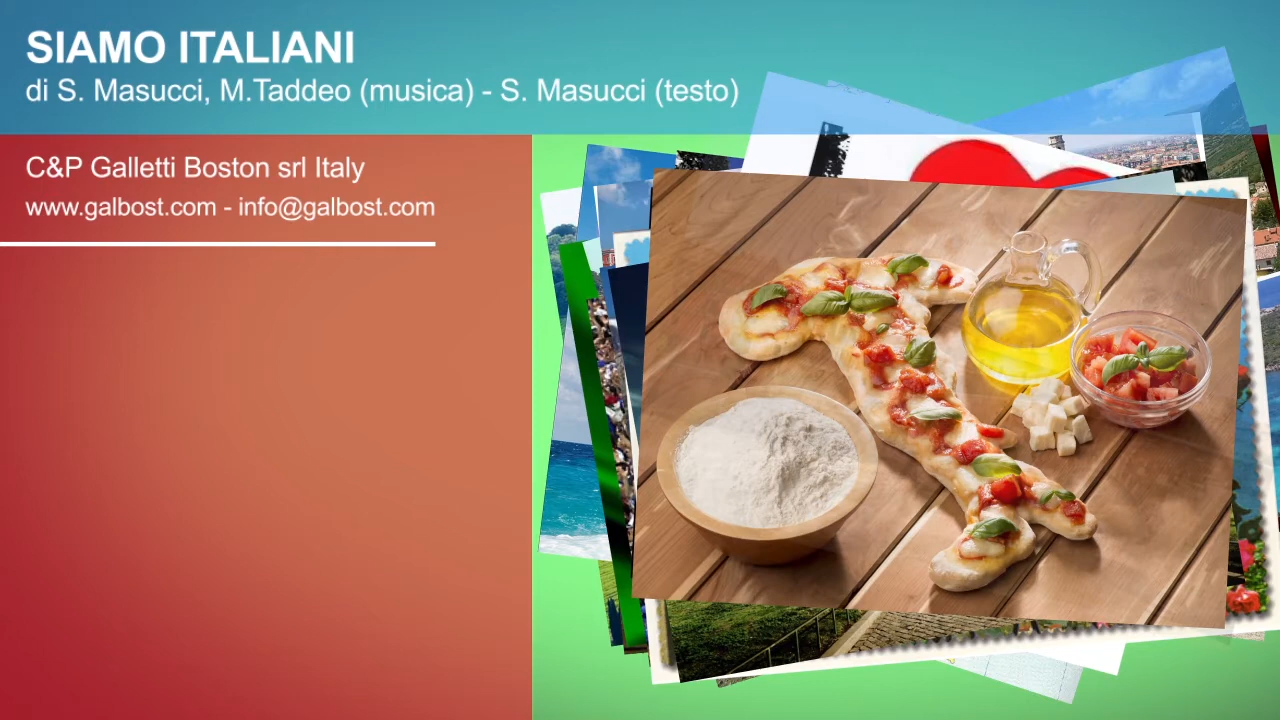 SIAMO ITALIANI
di S. Masucci, M.Taddeo (musica) - S. Masucci (testo)
C&P Galletti Boston srl Italy
www.galbost.com - info@galbost.com